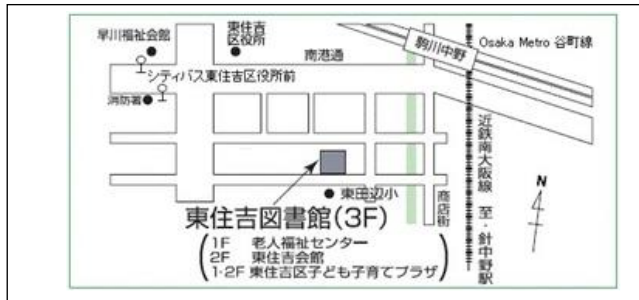 東住吉
区役所
早川福祉会館
南港通
駒川中野
Osaka Metro 谷町線
シティバス東住吉区役所前
消防署
近鉄南大阪線 至・針中野駅
N
東田辺小
商店街
東住吉図書館(3F)
1F 老人福祉センター
2F 東住吉会館
1・2F 東住吉区子ども子育てプラザ